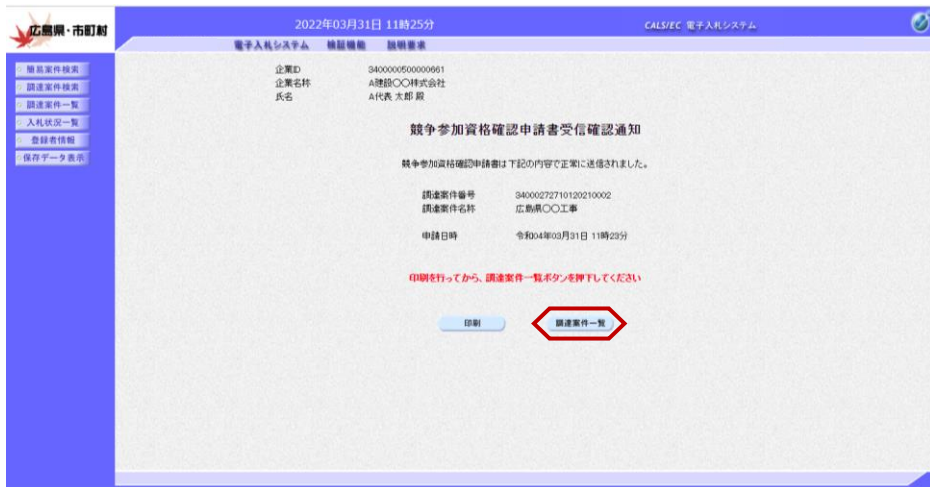 広島県・市町村
2022年03月31日 11時25分
CALS/EC 電子入札システム
電子入札システム 検証機能 説明要求
簡易案件検索
調達案件検索
調達案件一覧
入札状況一覧
登録者情報
保存データ表示
企業ID 3400000500000661
企業名称 A建設〇〇株式会社
氏名 A代表 太郎 殿
競争参加資格確認申請書受信確認通知
競争参加資格確認申請書は下記の内容で正常に送信されました。
調達案件番号 34000272710120210002
調達案件名称 広島県〇〇工事
申請日時 令和04年03月31日 11時23分
印刷を行ってから、調達案件一覧ボタンを押下してください
印刷 調達案件一覧